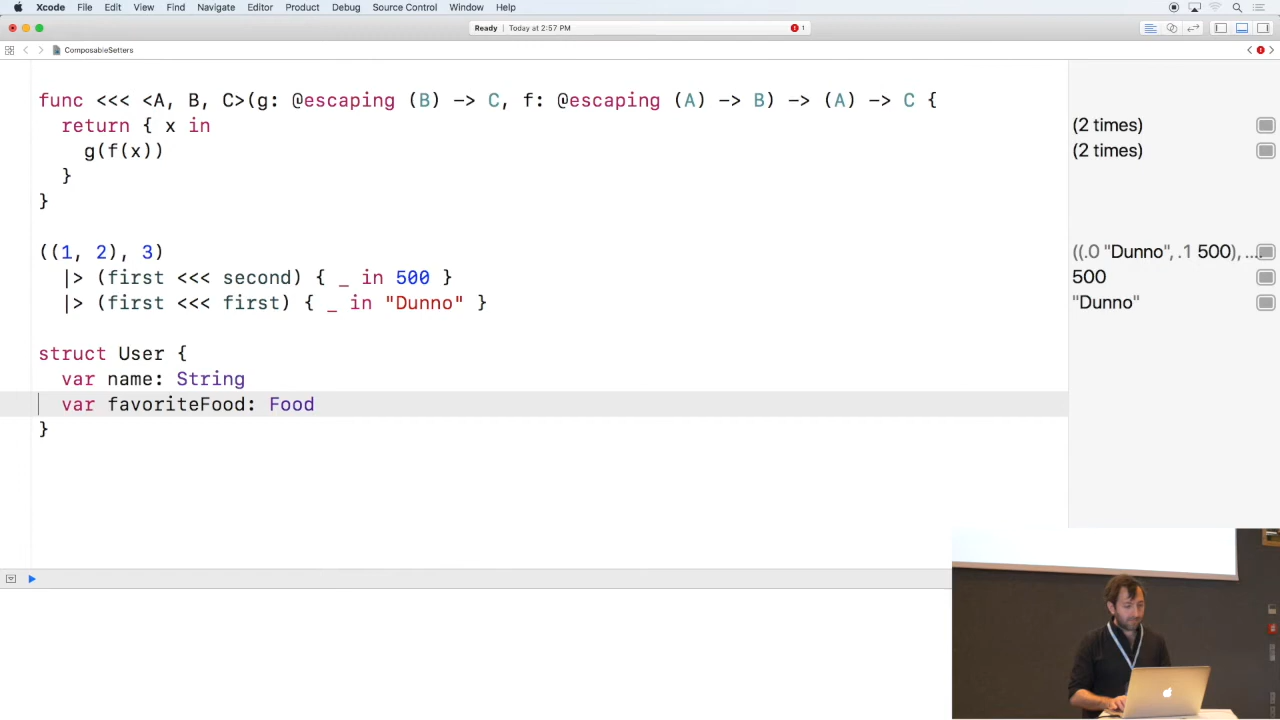 Xcode File Edit View Find Navigate Editor Product Debug Source Control Window Help
Ready Today at 2:57 PM 1
ComposableSetters
func <<< <A, B, C>(g: @escaping (B) -> C, f: @escaping (A) -> B) -> (A) -> C {
return { x in (2 times)
g(f(x)) (2 times)
}
}
((1, 2), 3) ((.0 "Dunno", .1 500), ...
|> (first <<< second) { _ in 500 } 500
|> (first <<< first) { _ in "Dunno" } "Dunno"
struct User {
var name: String
var favoriteFood: Food
}